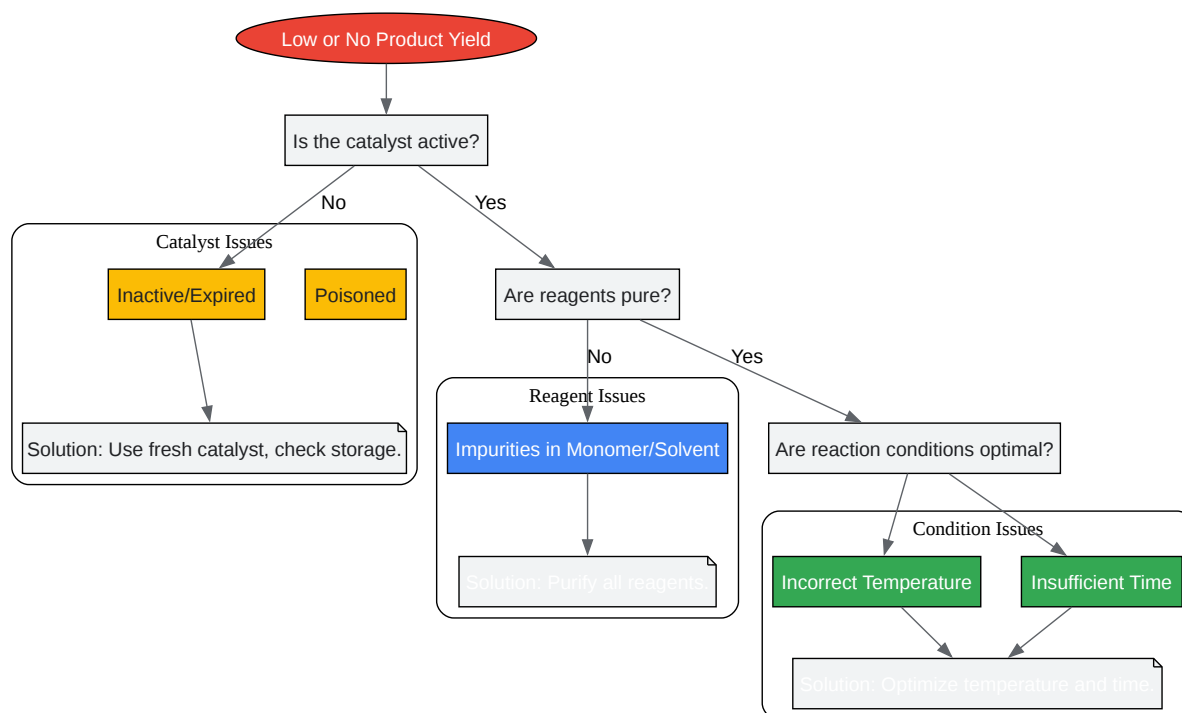 Low or No Product Yield
Is the catalyst active?
No
Yes
Catalyst Issues
Inactive/Expired
Poisoned
Are reagents pure?
No
Yes
Reagent Issues
Solution: Use fresh catalyst, check storage.
Impurities in Monomer/Solvent
Are reaction conditions optimal?
Condition Issues
Solution: Purify all reagents.
Incorrect Temperature
Insufficient Time
Solution: Optimize temperature and time.